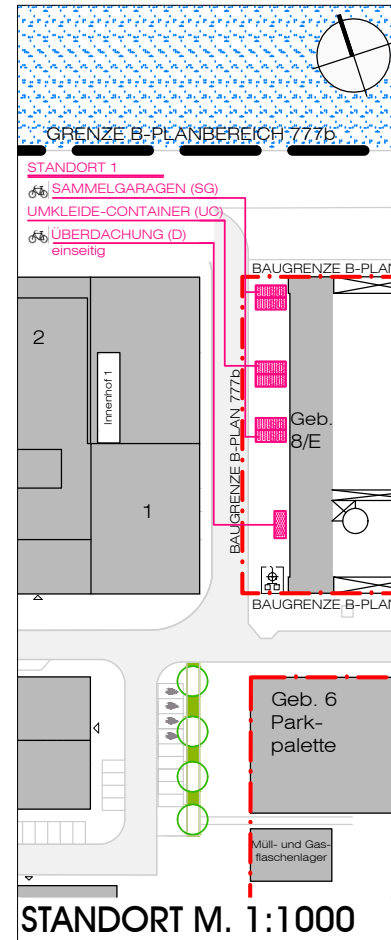 GRENZE B-PLANBEREICH 777b
STANDORT 1
SAMMELGARAGEN (SG)
UMKLEIDE-CONTAINER (UC)
ÜBERDACHUNG (D)
einseitig
BAUGRENZE B-PLAN
2
Innenhof 1
BAUGRENZE B-PLAN 777b
Geb.
8/E
1
BAUGRENZE B-PLAN
Geb. 6
Park-
palette
Müll- und Gas-
flaschenlager
STANDORT M. 1:1000